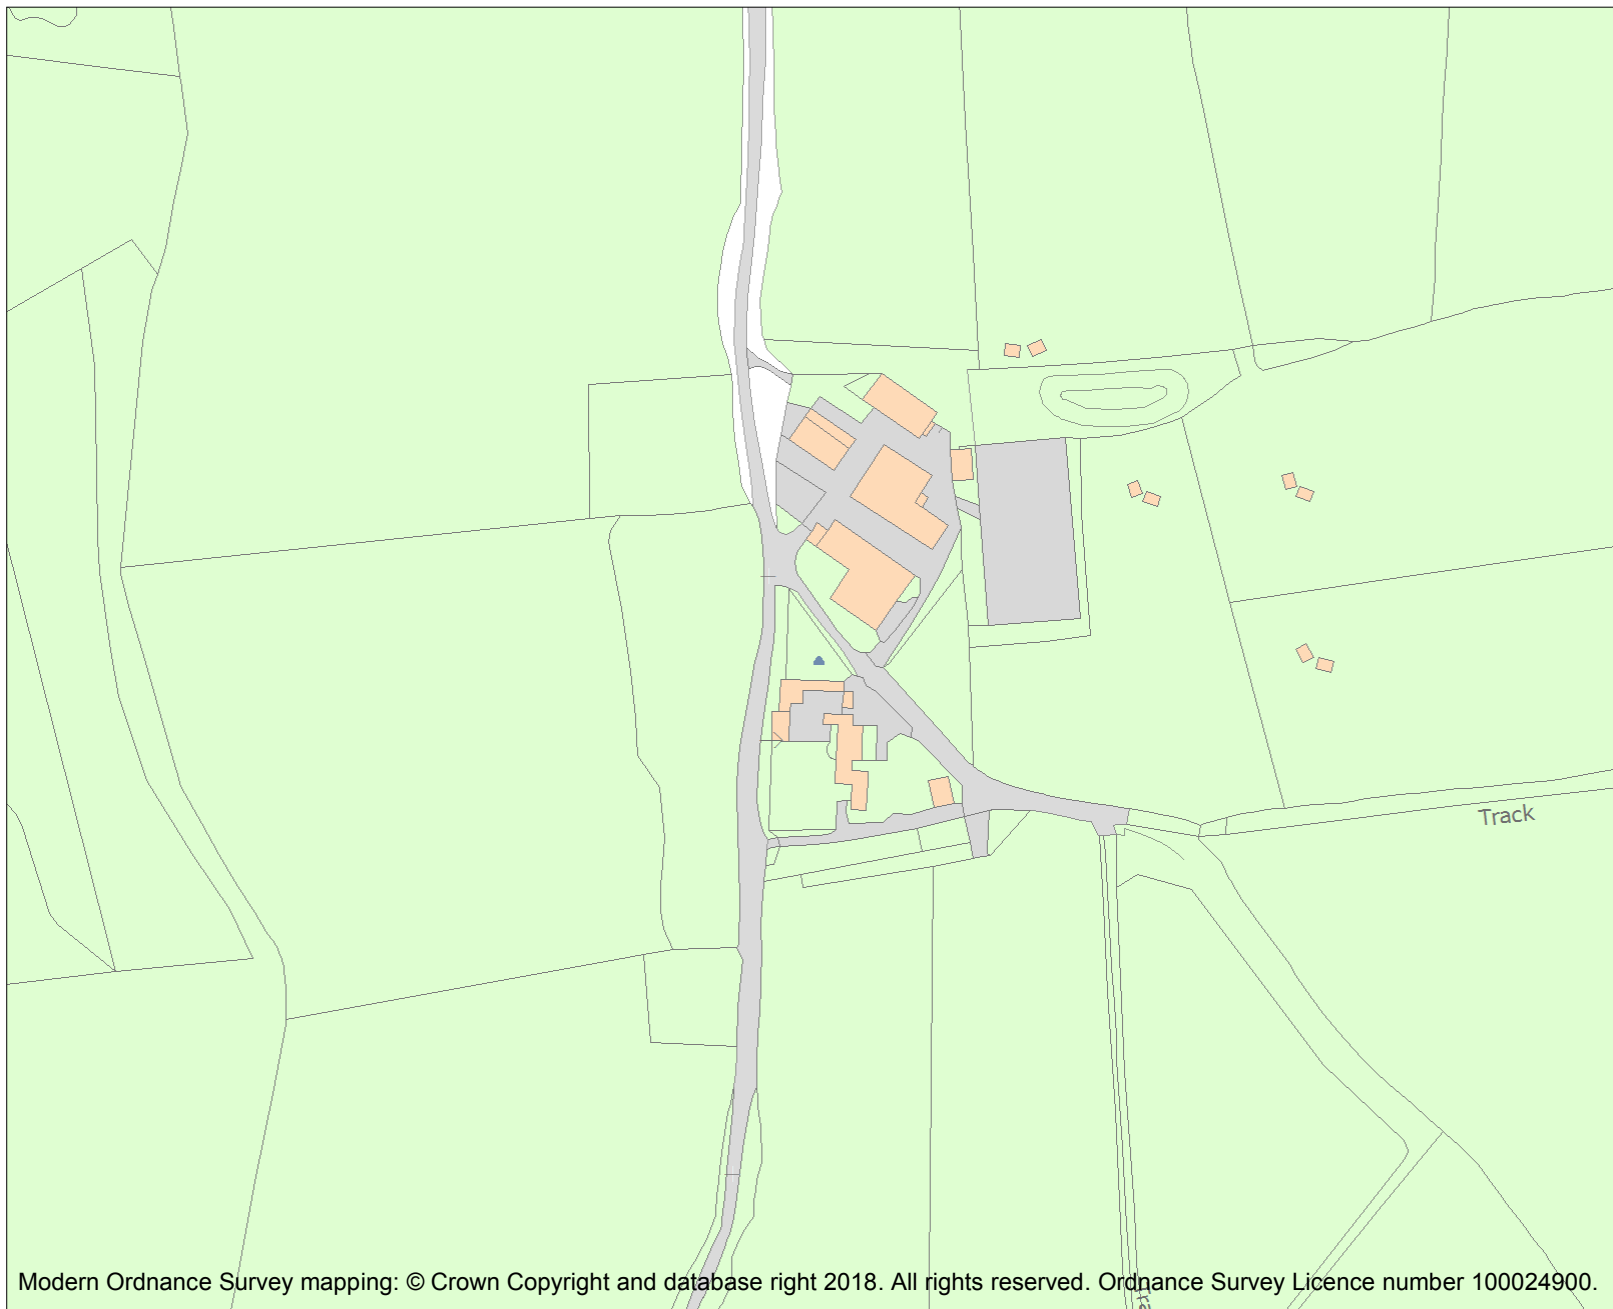 Track
Modern Ordnance Survey mapping: © Crown Copyright and database right 2018. All rights reserved. Ordnance Survey Licence number 100024900.